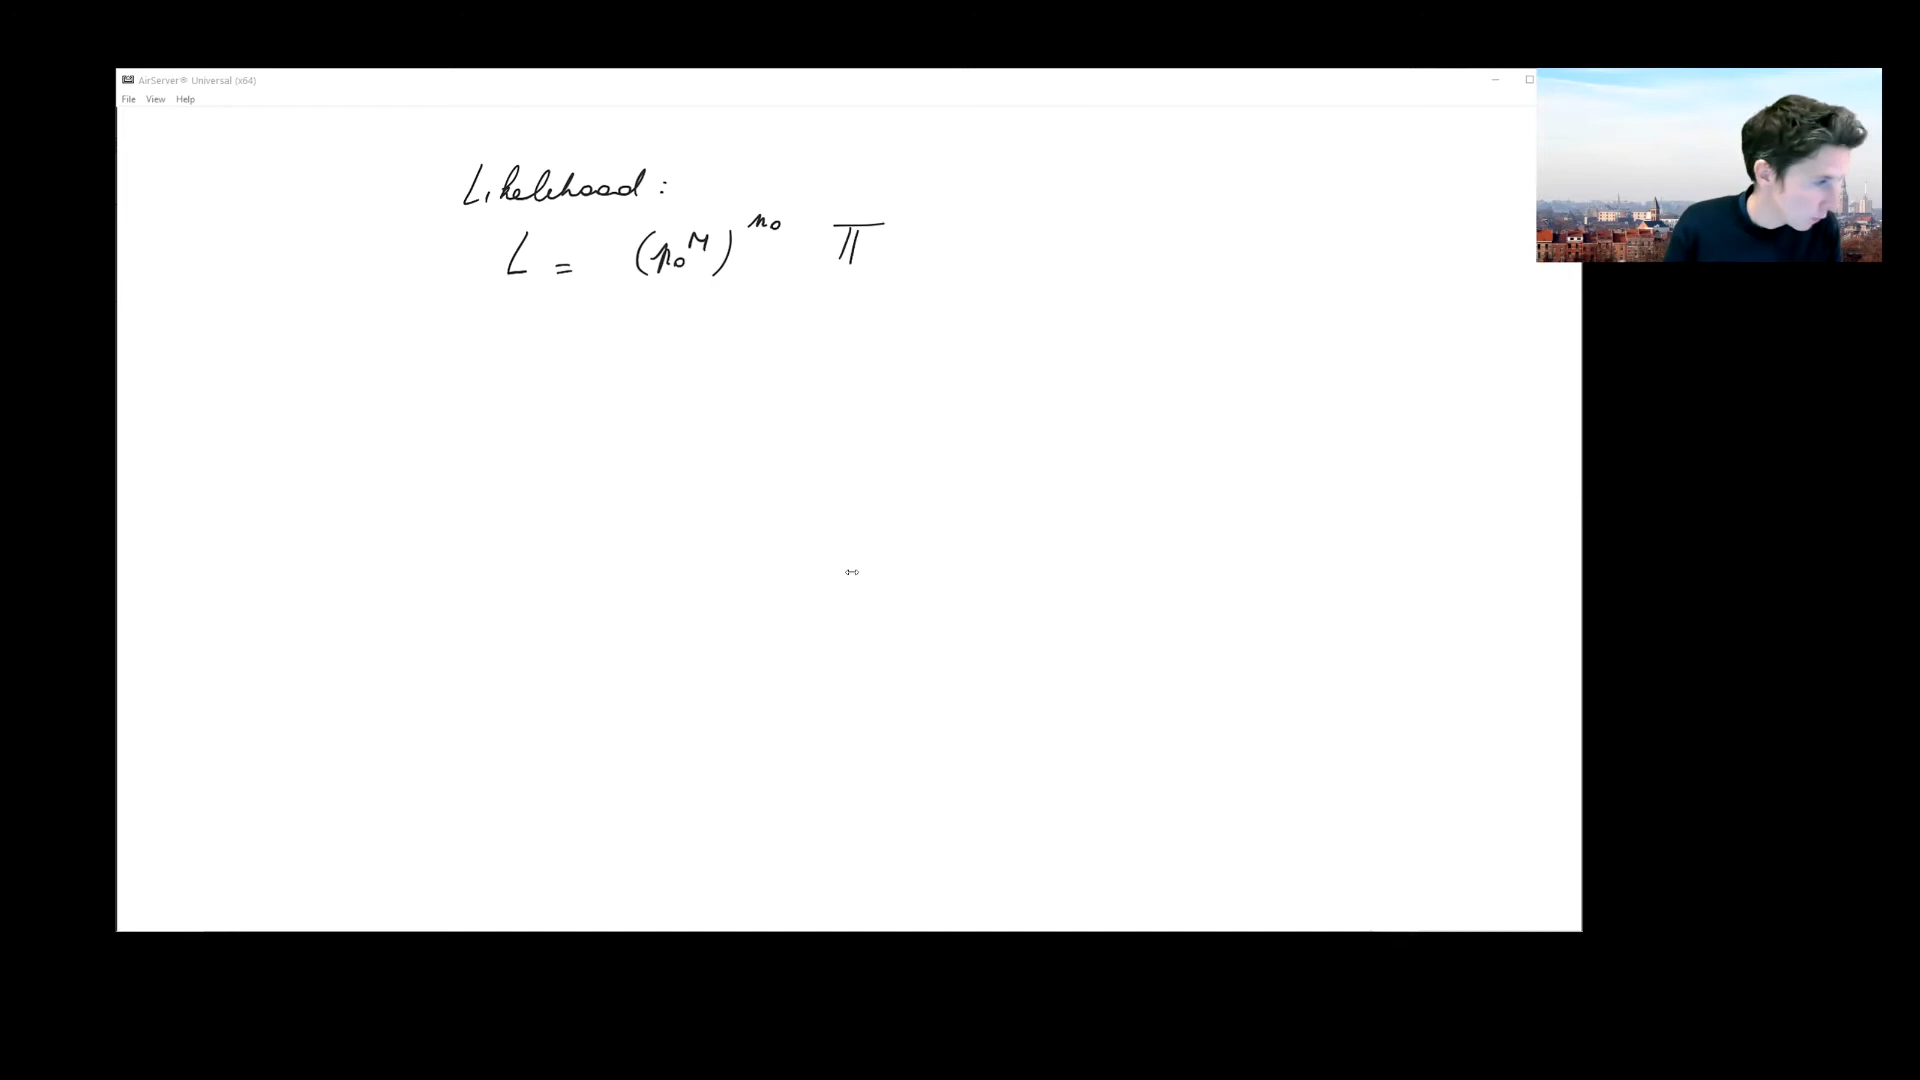 AirServer® Universal (x64)
File View Help
Likelihood :
L = (p₀ᴹ)ⁿ⁰ ∏